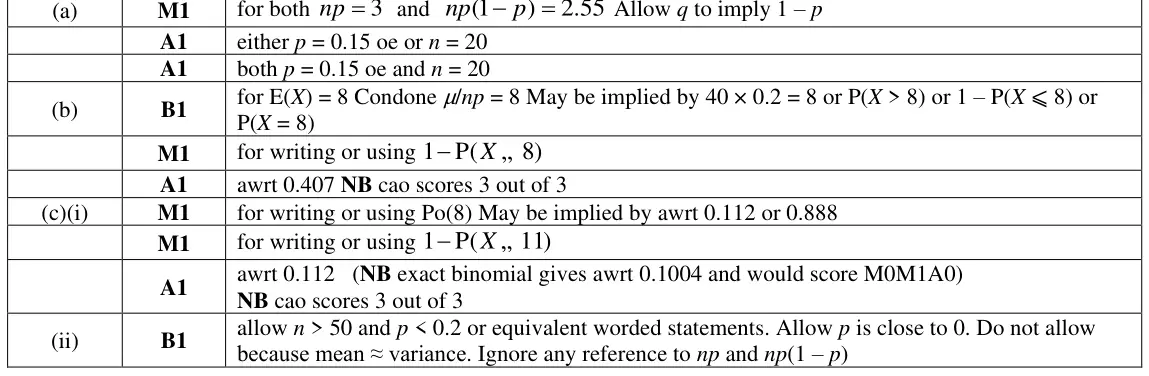 (a) M1 for both np = 3 and np(1 − p) = 2.55 Allow q to imply 1 – p
A1 either p = 0.15 oe or n = 20
A1 both p = 0.15 oe and n = 20
(b) B1 for E(X) = 8 Condone μ/np = 8 May be implied by 40 × 0.2 = 8 or P(X > 8) or 1 – P(X ⩽ 8) or
P(X = 8)
M1 for writing or using 1 − P(X ,, 8)
A1 awrt 0.407 NB cao scores 3 out of 3
(c)(i) M1 for writing or using Po(8) May be implied by awrt 0.112 or 0.888
M1 for writing or using 1 − P(X ,, 11)
A1 awrt 0.112 (NB exact binomial gives awrt 0.1004 and would score M0M1A0)
NB cao scores 3 out of 3
(ii) B1 allow n > 50 and p < 0.2 or equivalent worded statements. Allow p is close to 0. Do not allow
because mean ≈ variance. Ignore any reference to np and np(1 – p)